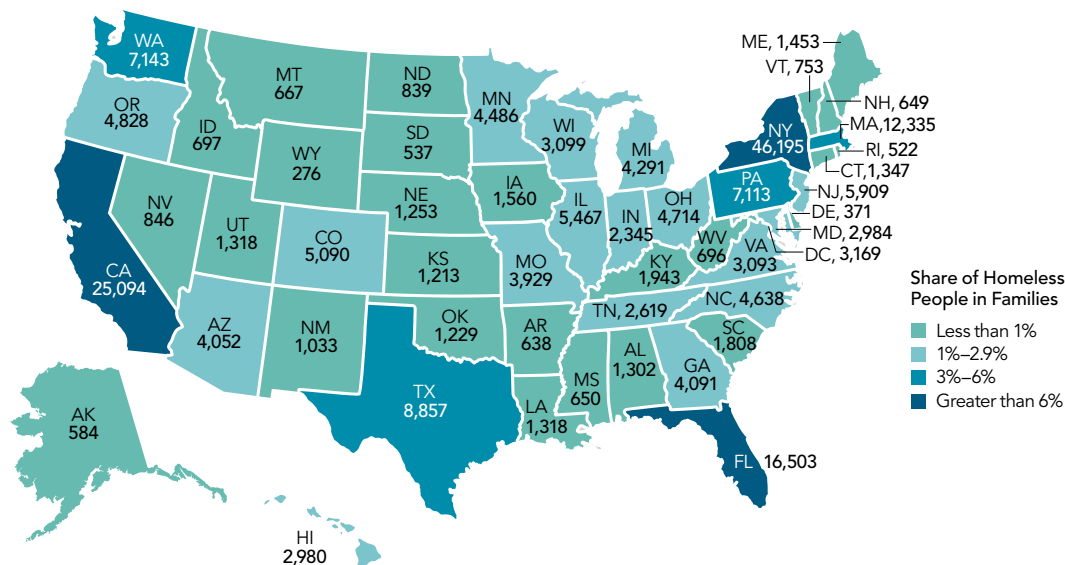 WA
7,143
OR
4,828
CA
25,094
ID
697
NV
846
MT
667
WY
276
UT
1,318
CO
5,090
AZ
4,052
NM
1,033
ND
839
SD
537
NE
1,253
KS
1,213
OK
1,229
TX
8,857
MN
4,486
IA
1,560
MO
3,929
AR
638
LA
1,318
WI
3,099
IL
5,467
MI
4,291
IN
2,345
OH
4,714
KY
1,943
TN, 2,619
MS
650
AL
1,302
GA
4,091
FL 16,503
SC
1,808
NC, 4,638
VA
3,093
WV
696
PA
7,113
NY
46,195
ME, 1,453
VT, 753
NH, 649
MA,12,335
RI, 522
CT,1,347
NJ,5,909
DE, 371
MD, 2,984
DC, 3,169
AK
584
HI
2,980
Share of Homeless
People in Families
Less than 1%
1%–2.9%
3%–6%
Greater than 6%